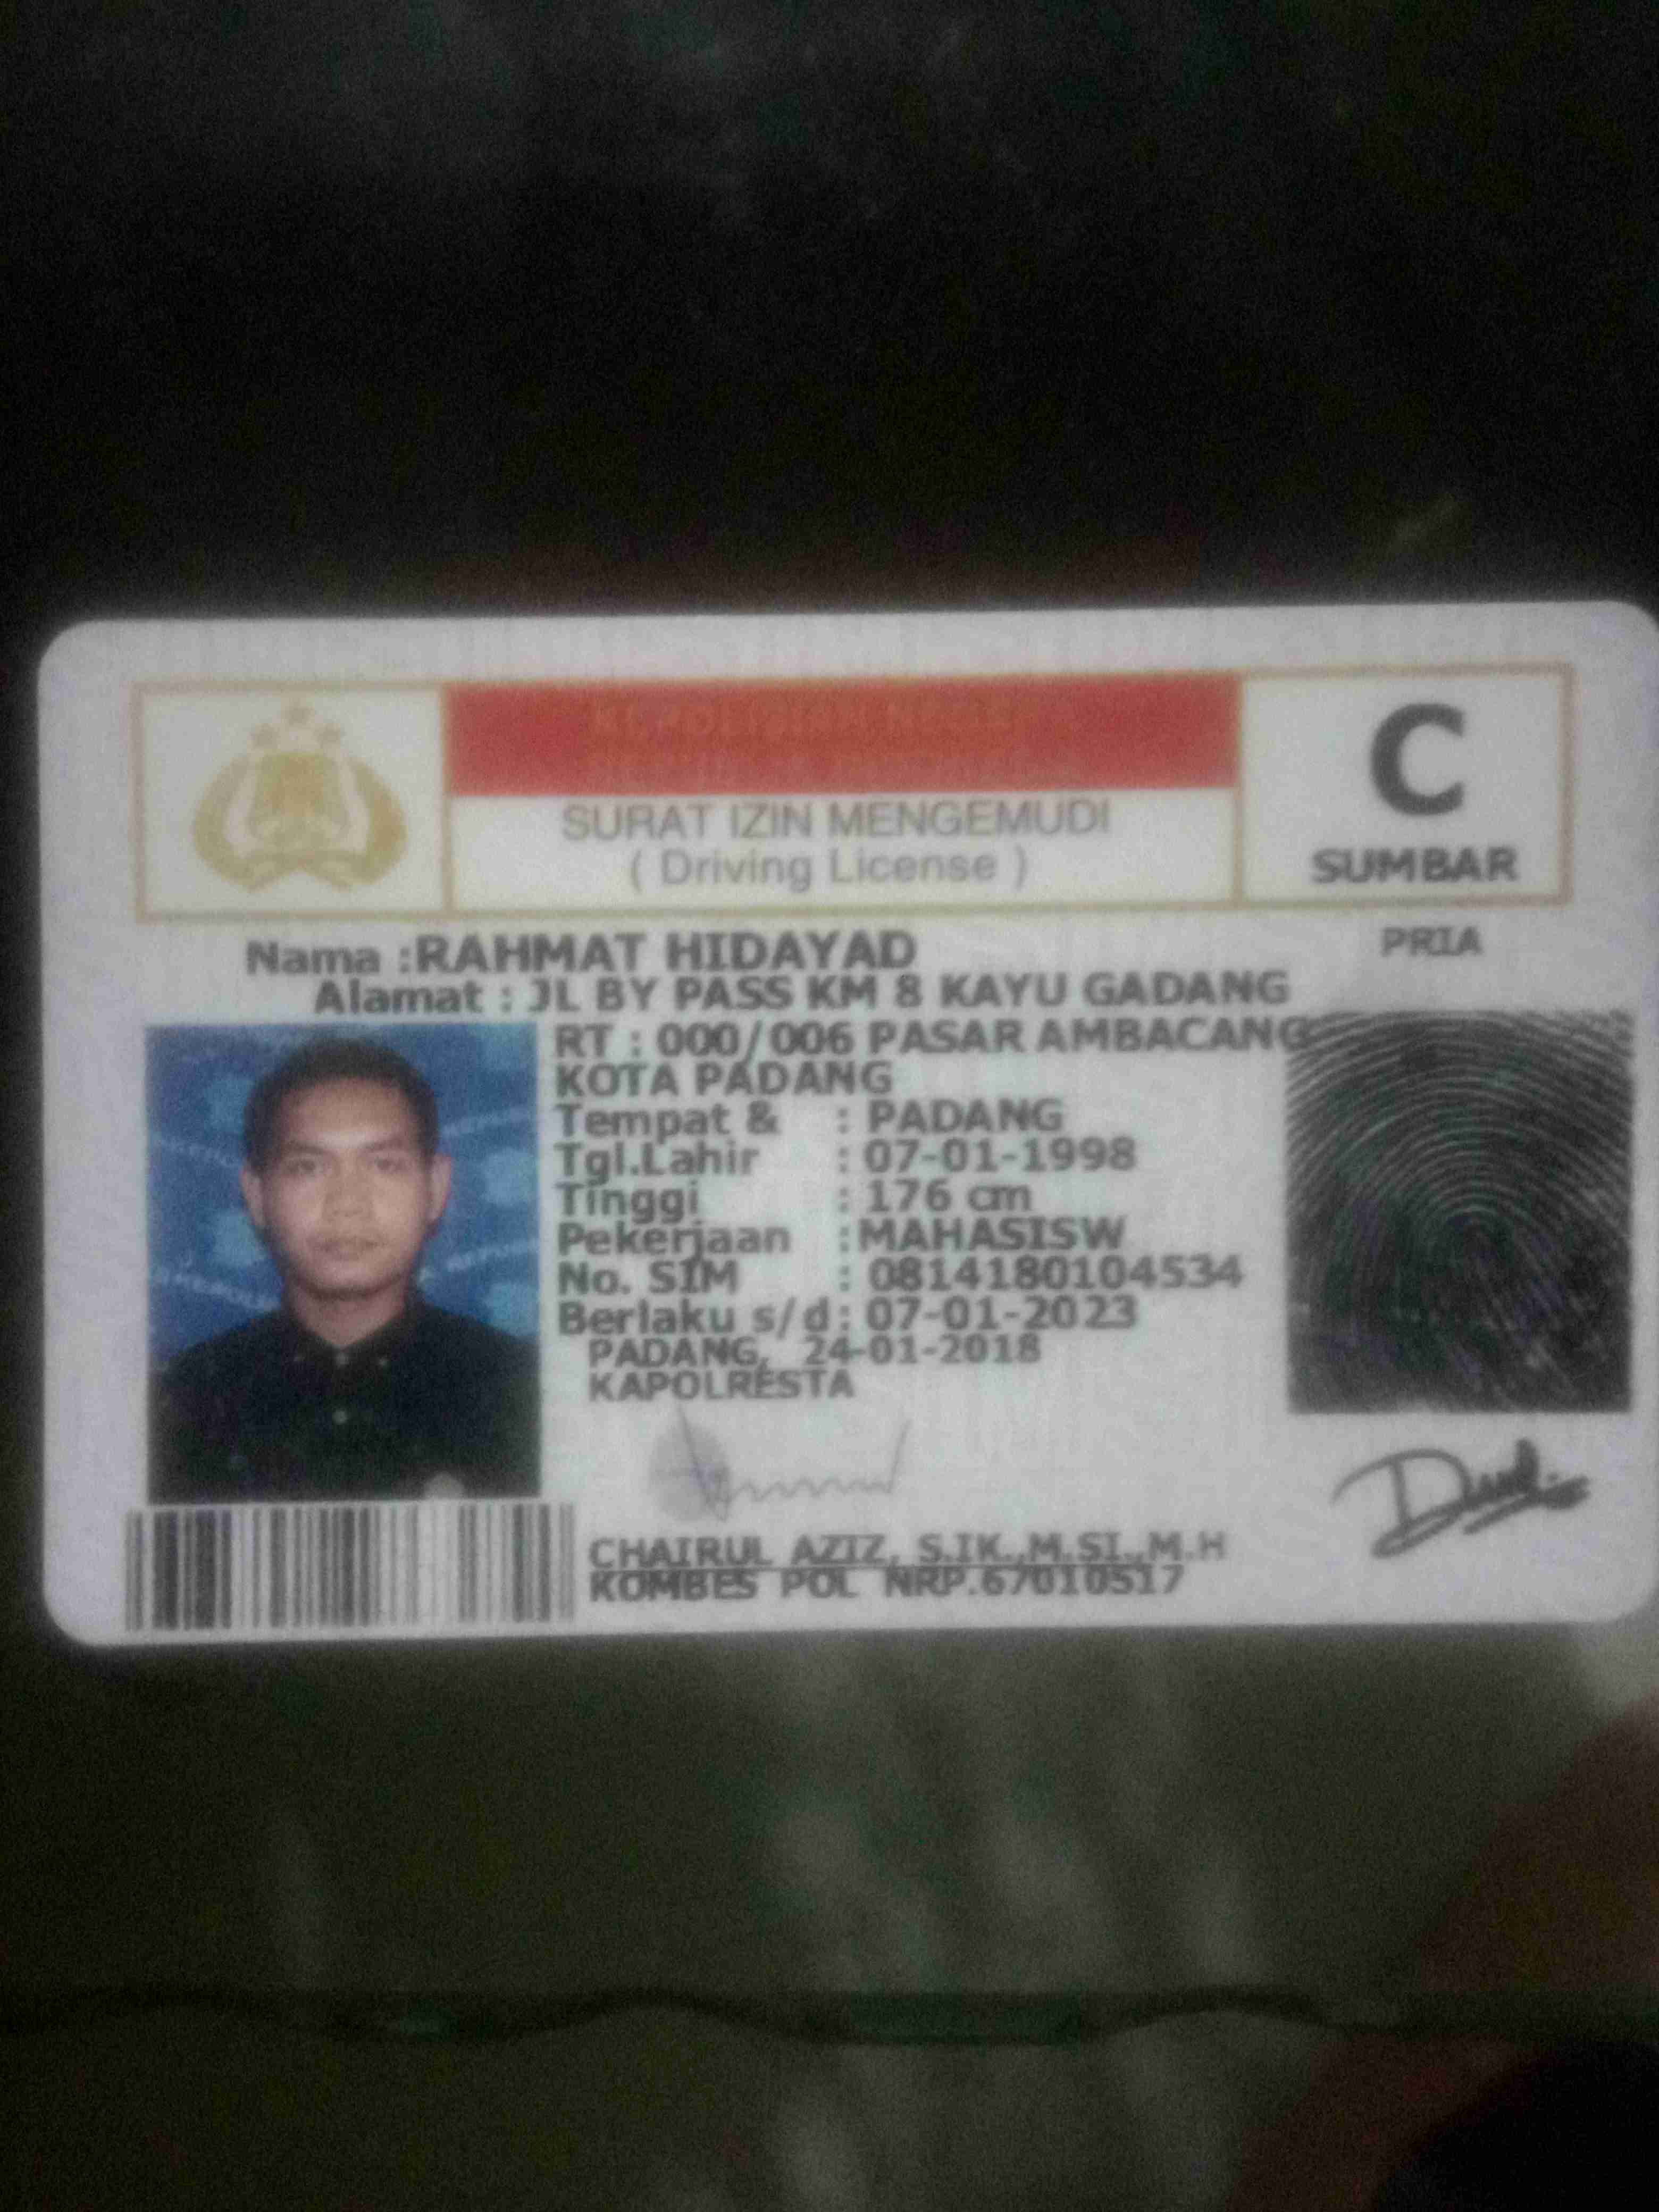 SURAT IZIN MENGEMUDI
( Driving License )
C
SUMBAR
PRIA
Nama :RAHMAT HIDAYAD
Alamat : JL BY PASS KM 8 KAYU GADANG
RT : 000/006 PASAR AMBACANG
KOTA PADANG
Tempat & : PADANG
Tgl.Lahir : 07-01-1998
Tinggi : 176 cm
Pekerjaan :MAHASISW
No. SIM : 0814180104534
Berlaku s/d: 07-01-2023
PADANG, 24-01-2018
KAPOLRESTA
CHAIRUL AZIZ, S.IK.,M.SI.,M.H
KOMBES POL NRP.67010517